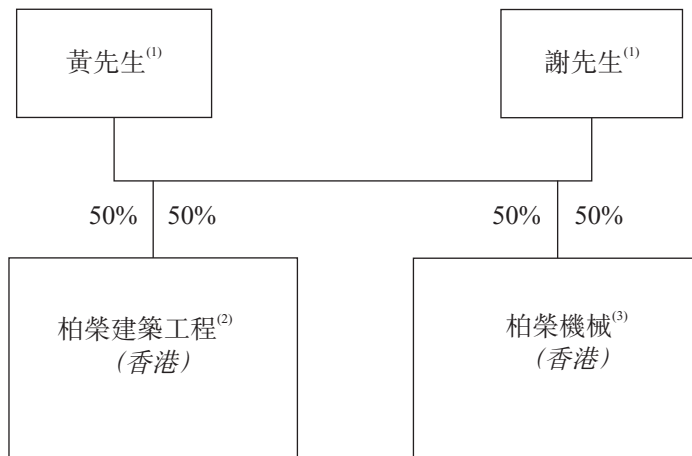 黃先生(1)
謝先生(1)
50% 50%
50% 50%
柏榮建築工程(2)
(香港)
柏榮機械(3)
(香港)